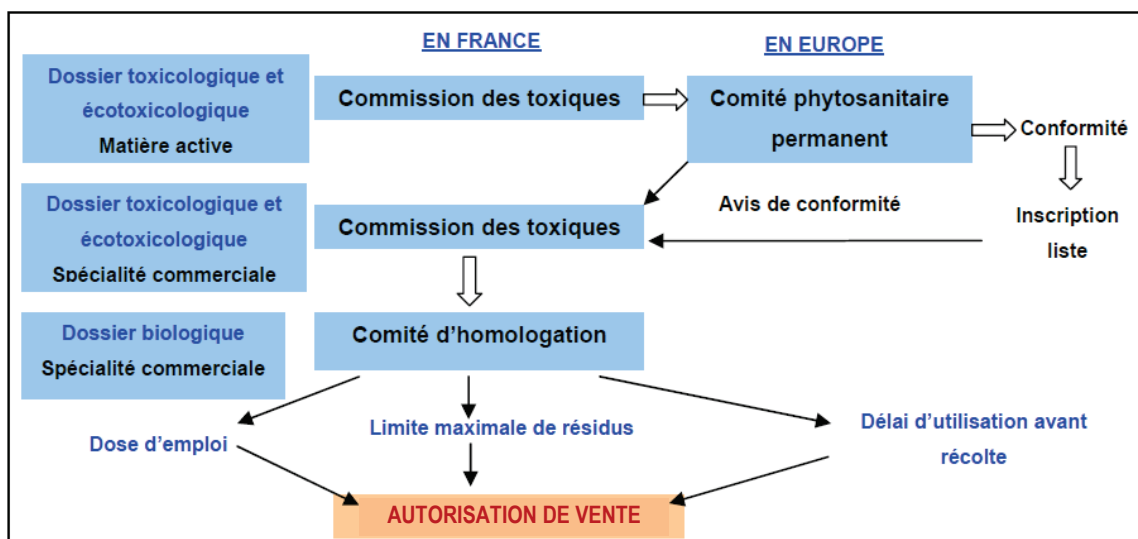 EN FRANCE
EN EUROPE
Dossier toxicologique et
écotoxicologique
Matière active
Commission des toxiques
Comité phytosanitaire
permanent
Conformité
Dossier toxicologique et
écotoxicologique
Spécialité commerciale
Commission des toxiques
Avis de conformité
Inscription
liste
Dossier biologique
Spécialité commerciale
Comité d’homologation
Dose d’emploi
Limite maximale de résidus
Délai d’utilisation avant
récolte
AUTORISATION DE VENTE